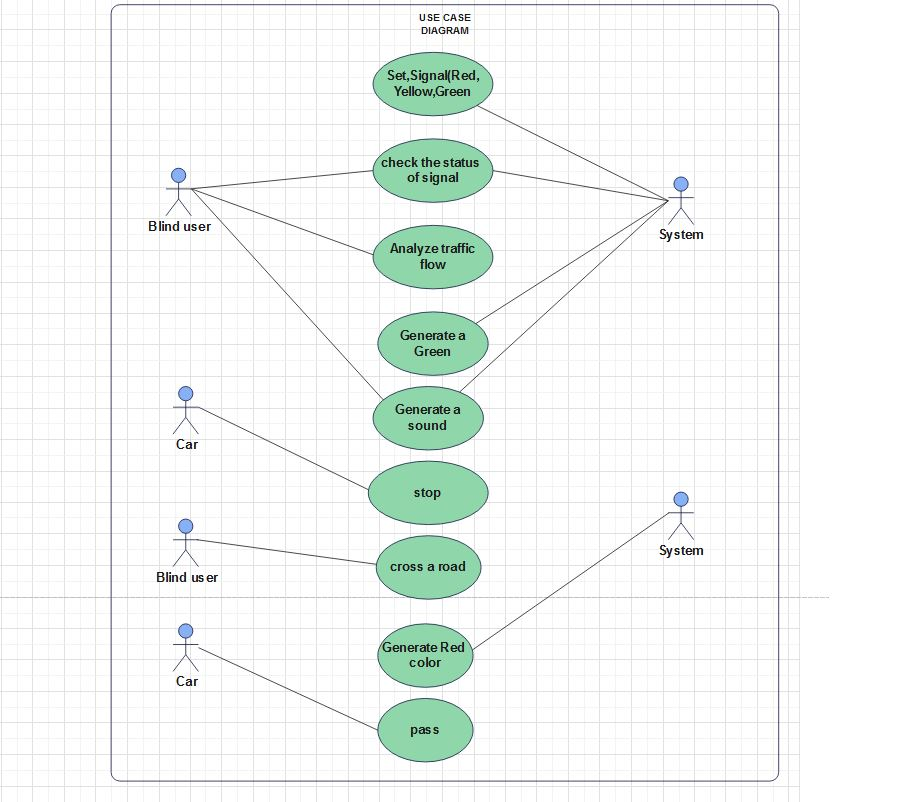 USE CASE
DIAGRAM
Set,Signal(Red,
Yellow,Green
check the status
of signal
Blind user
System
Analyze traffic
flow
Generate a
Green
Generate a
sound
Car
stop
System
cross a road
Blind user
Generate Red
color
Car
pass